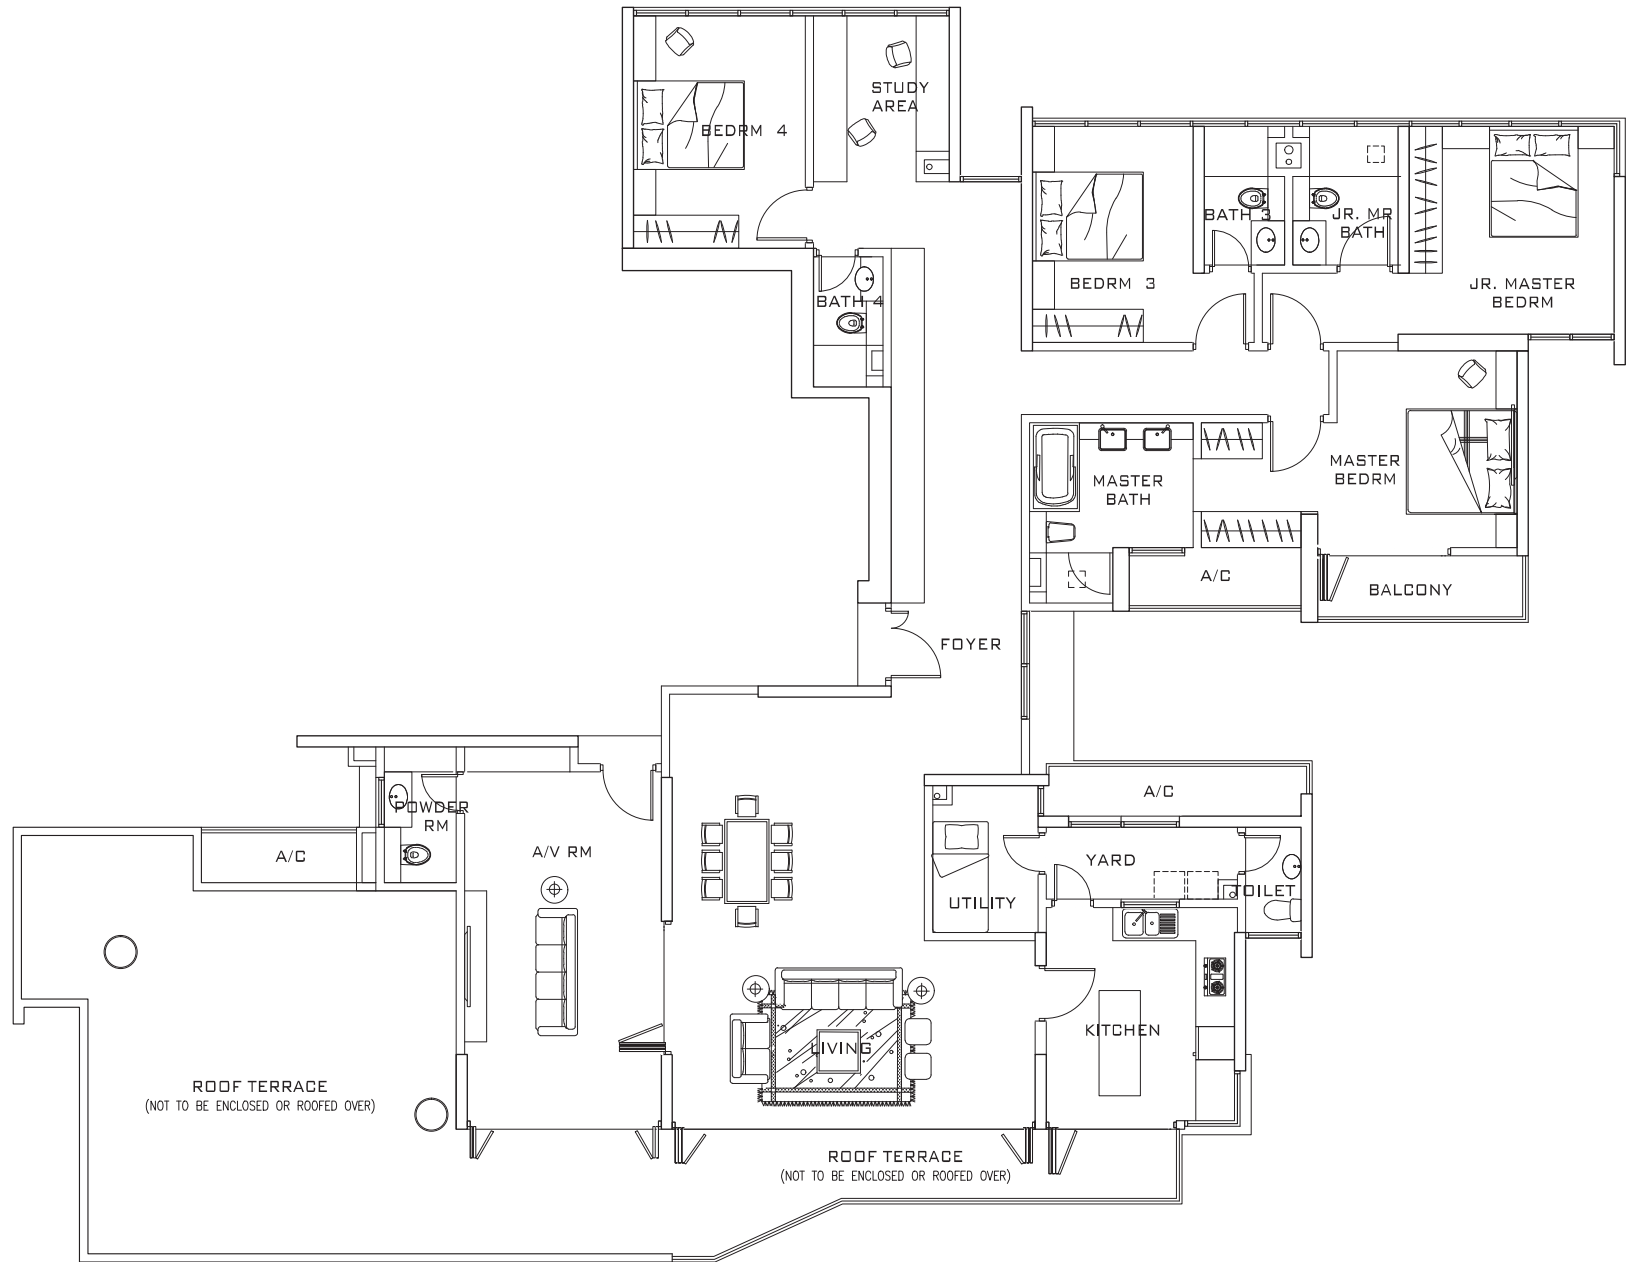 STUDY
AREA
BEDRM 4
BATH 3
JR. MR
BATH
BEDRM 3
JR. MASTER
BEDRM
BATH 4
MASTER
BEDRM
MASTER
BATH
A/C
BALCONY
FOYER
A/C
POWDER
RM
A/V RM
A/C
YARD
TOILET
UTILITY
KITCHEN
LIVING
ROOF TERRACE
(NOT TO BE ENCLOSED OR ROOFED OVER)
ROOF TERRACE
(NOT TO BE ENCLOSED OR ROOFED OVER)